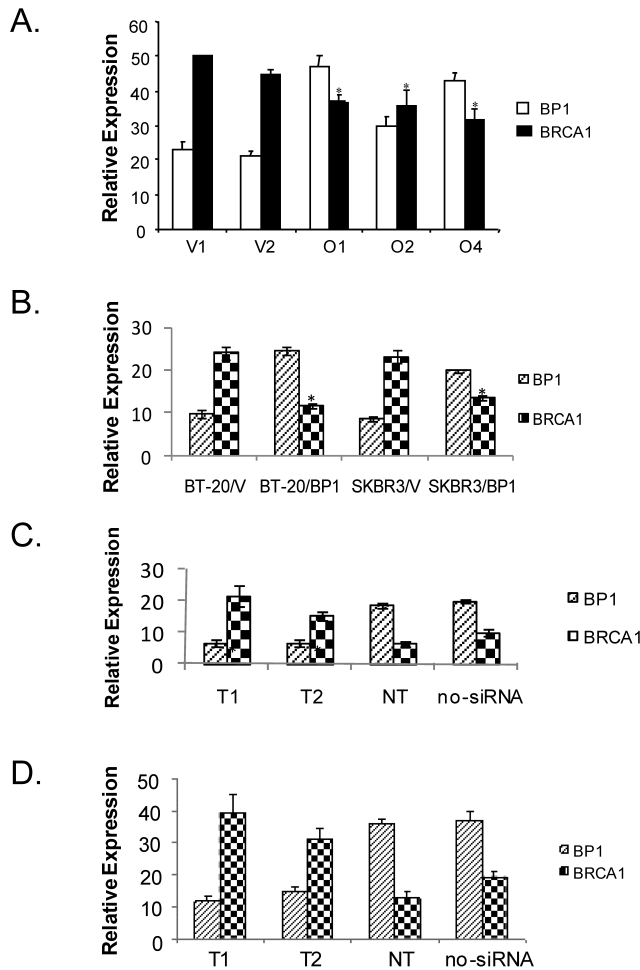 A.
Relative Expression
60
50
40
30
20
10
0
V1 V2 O1 O2 O4
* * *
BP1
BRCA1
B.
Relative Expression
30
20
10
0
BT-20/V BT-20/BP1 SKBR3/V SKBR3/BP1
* *
BP1
BRCA1
C.
Relative Expression
30
20
10
0
T1 T2 NT no-siRNA
* *
BP1
BRCA1
D.
Relative Expression
50
40
30
20
10
0
T1 T2 NT no-siRNA
BP1
BRCA1